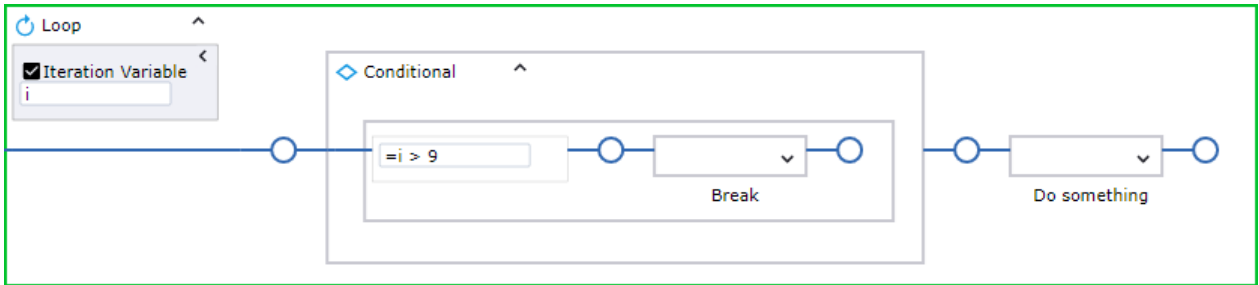 Loop
Iteration Variable
i
Conditional
=i > 9
Break
Do something